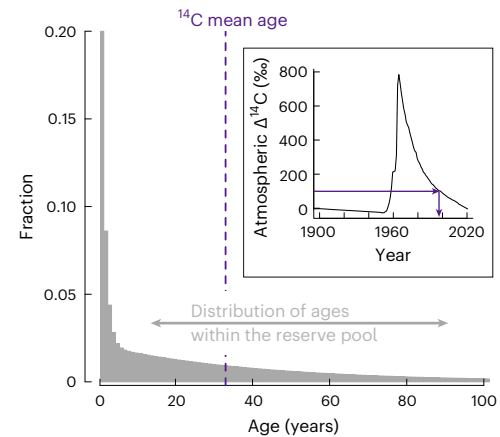 ¹⁴C mean age
0.20
0.15
0.10
0.05
0
Fraction
0 20 40 60 80 100
Age (years)
Distribution of ages
within the reserve pool
Atmospheric Δ¹⁴C (‰)
800
600
400
200
0
1900 1960 2020
Year